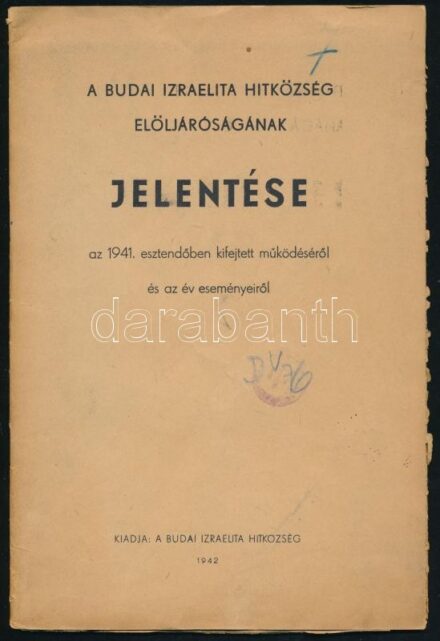 A BUDAI IZRAELITA HITKÖZSÉG
ELÖLJÁRÓSÁGÁNAK
JELENTÉSE
az 1941. esztendőben kifejtett működéséről
és az év eseményeiről
darabanth
KIADJA: A BUDAI IZRAELITA HITKÖZSÉG
1942